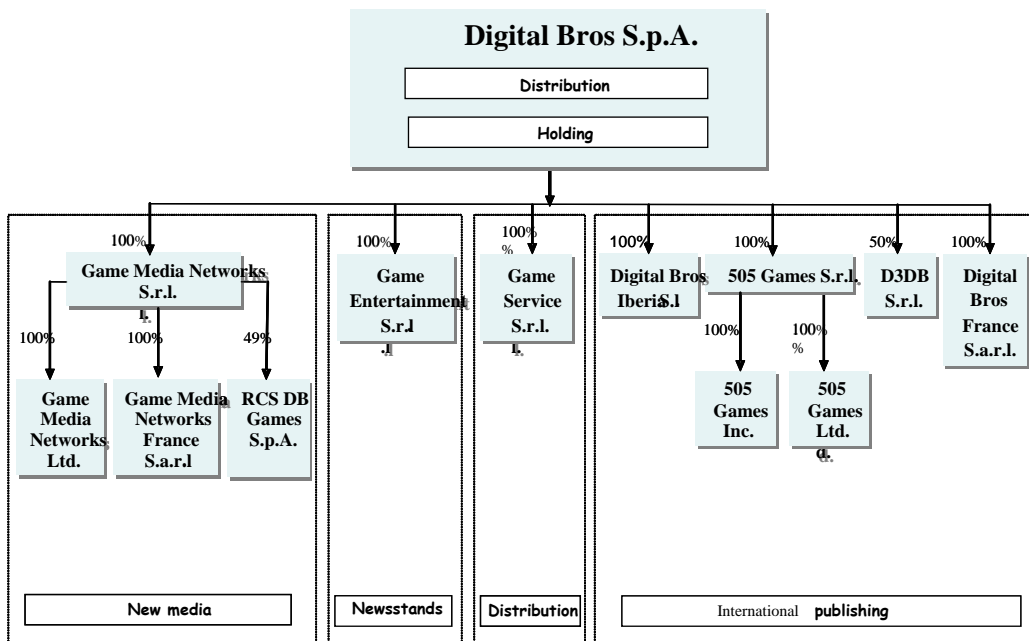 Digital Bros S.p.A.
Distribution
Holding
100%
Game Media Networks
S.r.l.
100%
100%
49%
Game
Media
Networks
Ltd.
Game Media
Networks
France
S.a.r.l
RCS DB
Games
S.p.A.
New media
100%
Game
Entertainment
S.r.l
Newsstands
100%
Game
Service
S.r.l.
Distribution
100%
Digital Bros
Iberia S.l
100%
505 Games S.r.l.
100%
100%
505
Games
Inc.
505
Games
Ltd.
50%
D3DB
S.r.l.
100%
Digital
Bros
France
S.a.r.l.
International publishing